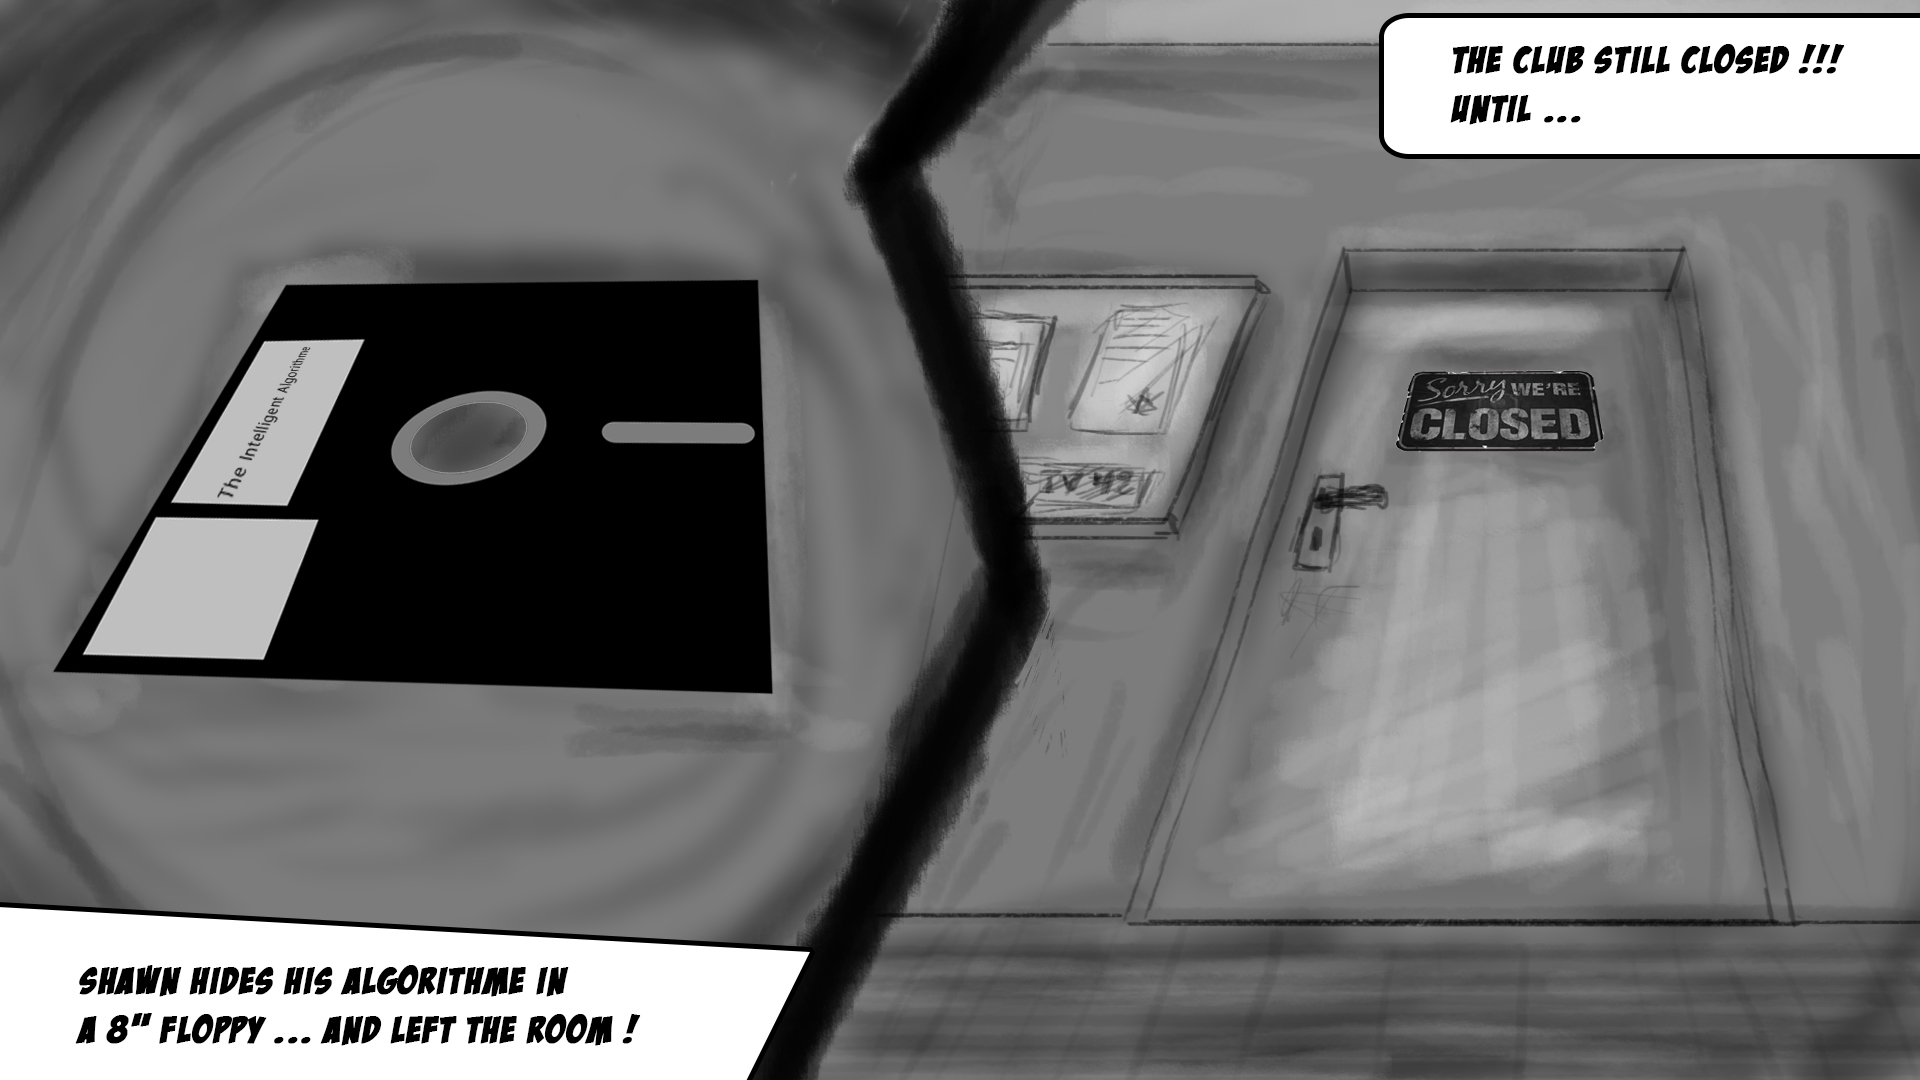 The Intelligent Algorithme
SHAWN HIDES HIS ALGORITHME IN
A 8" FLOPPY ... AND LEFT THE ROOM !
THE CLUB STILL CLOSED !!!
UNTIL ...
Sorry WE'RE
CLOSED